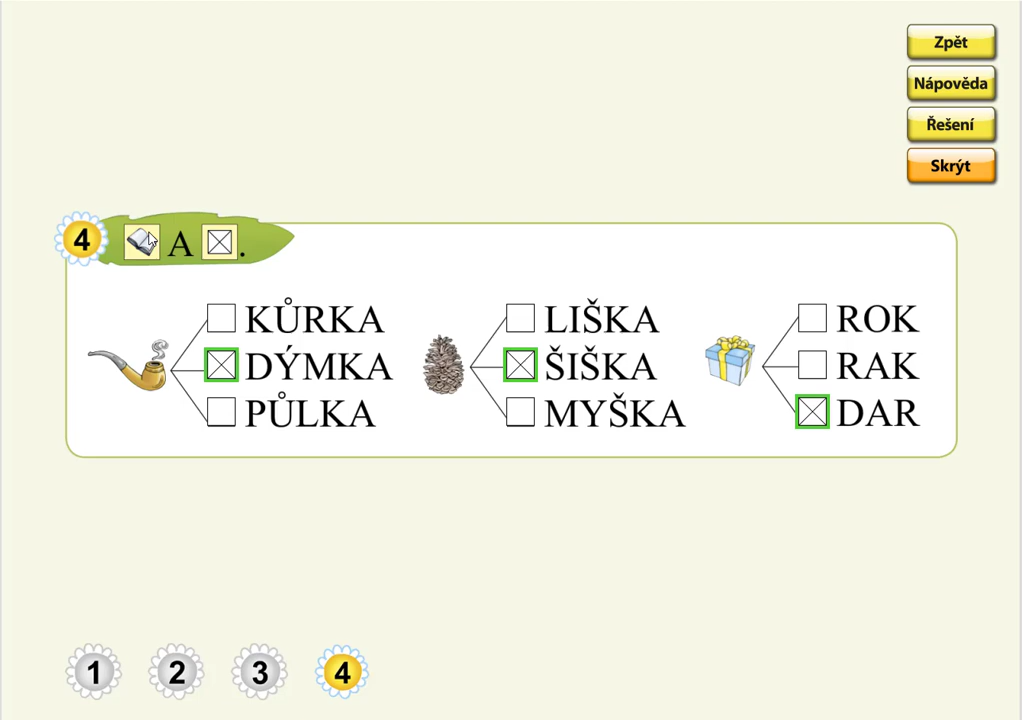 Zpět
Nápověda
Řešení
Skrýt
4 A .
KŮRKA
DÝMKA
PŮLKA
LIŠKA
ŠIŠKA
MYŠKA
ROK
RAK
DAR
1 2 3 4